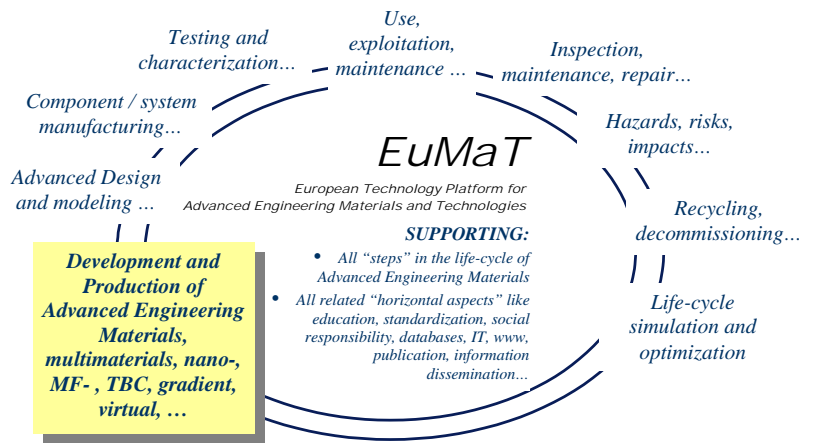 Use,
exploitation,
maintenance …
Testing and
characterization…
Inspection,
maintenance, repair…
Component / system
manufacturing…
Hazards, risks,
impacts…
EuMaT
European Technology Platform for
Advanced Engineering Materials and Technologies
Advanced Design
and modeling …
Recycling,
decommissioning…
SUPPORTING:
• All “steps” in the life-cycle of
Advanced Engineering Materials
• All related “horizontal aspects” like
education, standardization, social
responsibility, databases, IT, www,
publication, information
dissemination…
Development and
Production of
Advanced Engineering
Materials,
multimaterials, nano-,
MF- , TBC, gradient,
virtual, …
Life-cycle
simulation and
optimization